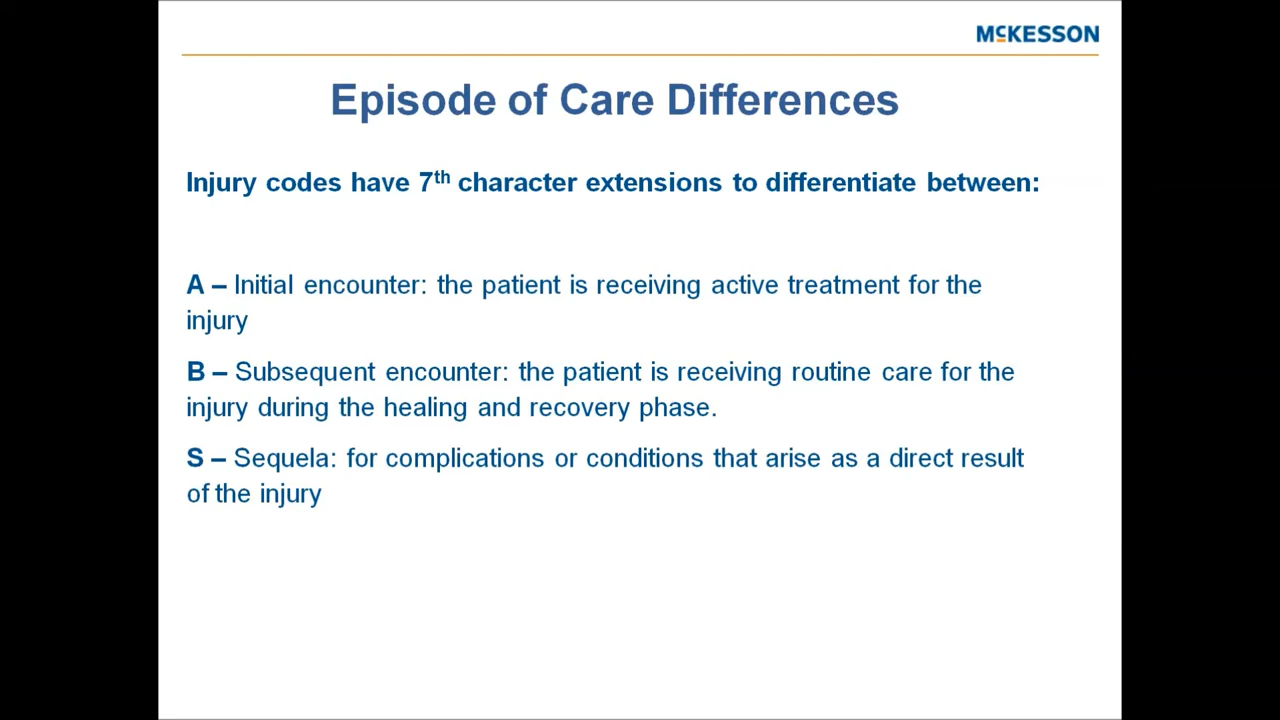 McKESSON
Episode of Care Differences
Injury codes have 7th character extensions to differentiate between:
A – Initial encounter: the patient is receiving active treatment for the
injury
B – Subsequent encounter: the patient is receiving routine care for the
injury during the healing and recovery phase.
S – Sequela: for complications or conditions that arise as a direct result
of the injury